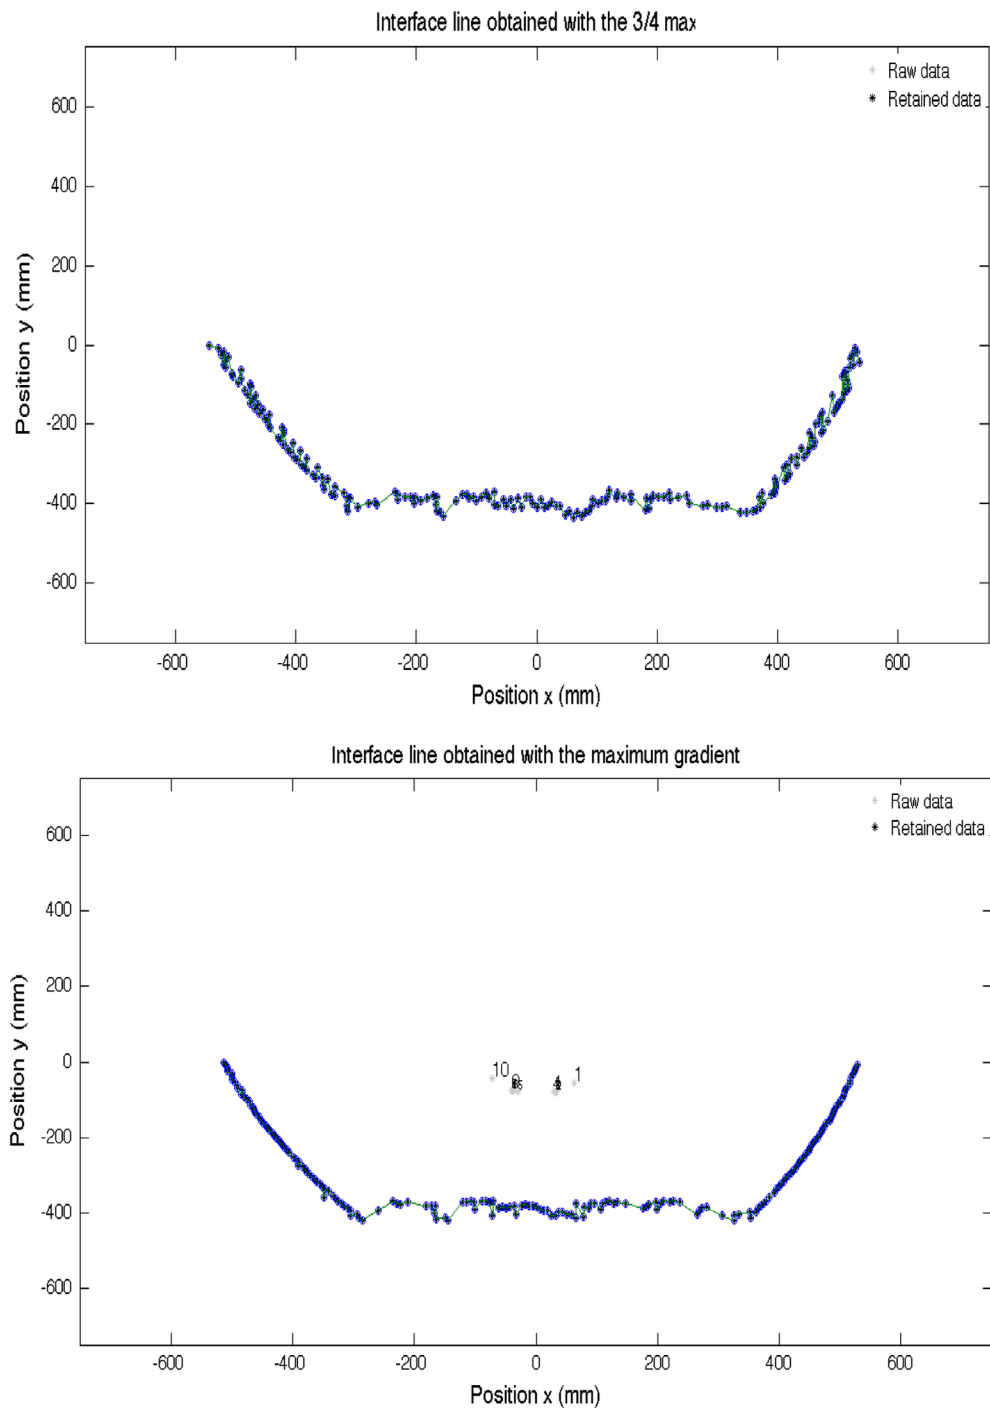 Interface line obtained with the 3/4 max
Raw data
Retained data
600
400
200
0
-200
-400
-600
Position y (mm)
-600 -400 -200 0 200 400 600
Position x (mm)
Interface line obtained with the maximum gradient
Raw data
Retained data
600
400
200
0
-200
-400
-600
Position y (mm)
10 1
-600 -400 -200 0 200 400 600
Position x (mm)